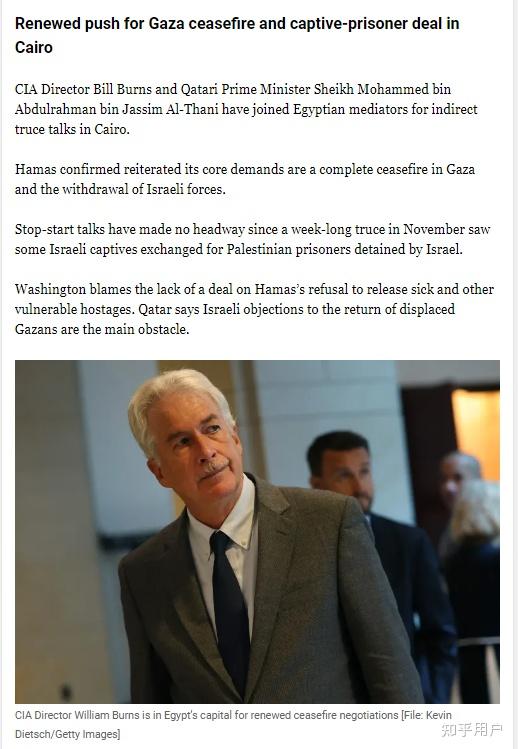 Renewed push for Gaza ceasefire and captive-prisoner deal in
Cairo
CIA Director Bill Burns and Qatari Prime Minister Sheikh Mohammed bin
Abdulrahman bin Jassim Al-Thani have joined Egyptian mediators for indirect
truce talks in Cairo.
Hamas confirmed reiterated its core demands are a complete ceasefire in Gaza
and the withdrawal of Israeli forces.
Stop-start talks have made no headway since a week-long truce in November saw
some Israeli captives exchanged for Palestinian prisoners detained by Israel.
Washington blames the lack of a deal on Hamas’s refusal to release sick and other
vulnerable hostages. Qatar says Israeli objections to the return of displaced
Gazans are the main obstacle.
CIA Director William Burns is in Egypt’s capital for renewed ceasefire negotiations [File: Kevin
Dietsch/Getty Images]
知乎用户